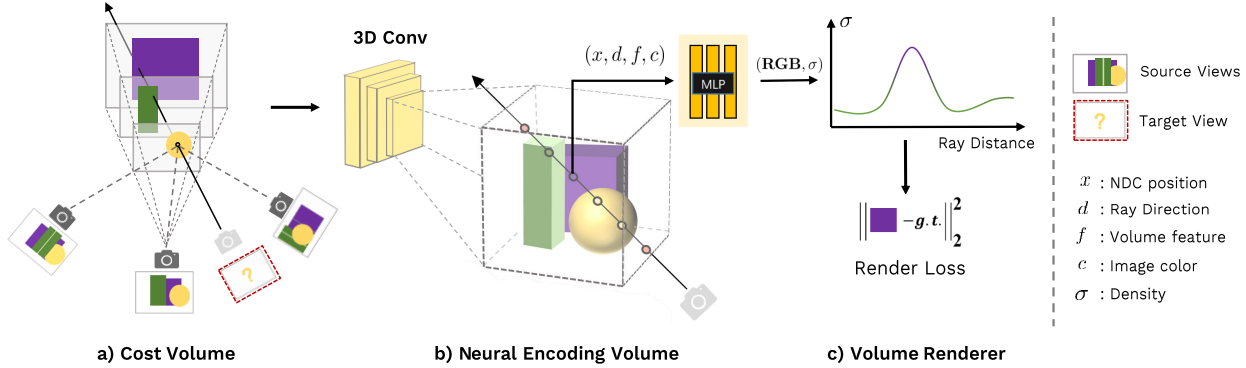 3D Conv
(x, d, f, c)
MLP
(RGB, σ)
σ
Ray Distance
?
?
-g.t.
2
2
Render Loss
Source Views
?
Target View
x : NDC position
d : Ray Direction
f : Volume feature
c : Image color
σ : Density
a) Cost Volume
b) Neural Encoding Volume
c) Volume Renderer